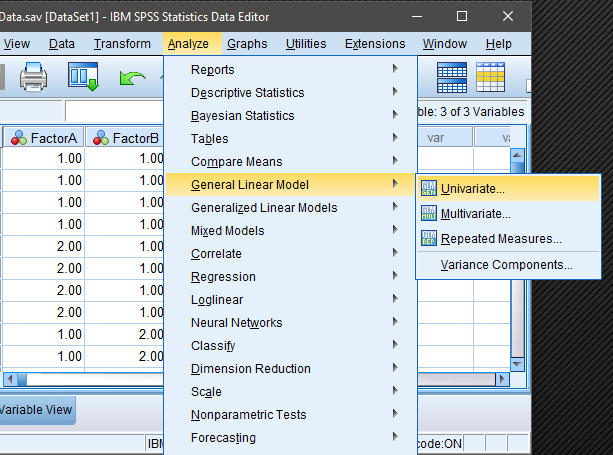 Data.sav [DataSet1] - IBM SPSS Statistics Data Editor
View Data Transform Analyze Graphs Utilities Extensions Window Help
Reports
Descriptive Statistics
Bayesian Statistics
ble: 3 of 3 Variables
Tables
FactorA FactorB var va
1.00 1.00
Compare Means
1.00 1.00
General Linear Model
Univariate...
1.00 1.00
Generalized Linear Models
Multivariate...
1.00 1.00
Mixed Models
Repeated Measures...
2.00 1.00
Correlate
Variance Components...
2.00 1.00
Regression
2.00 1.00
Loglinear
2.00 1.00
Neural Networks
1.00 2.00
Classify
1.00 2.00
Dimension Reduction
Scale
Nonparametric Tests
Variable View
Forecasting
IBM
code:ON